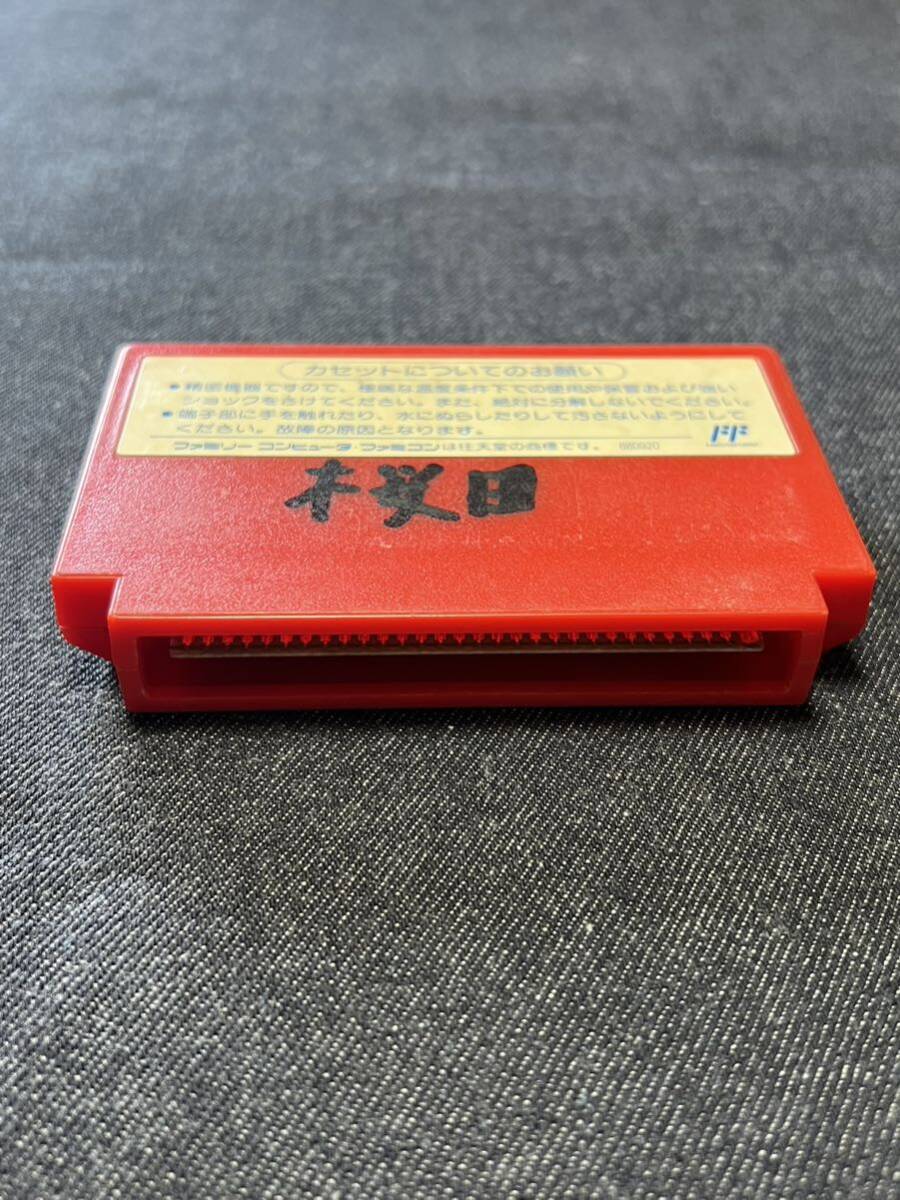 カセットについてのお願い
●精密機器ですので、極端な温度条件下での使用や保管および強い
ショックをさけてください。また、絶対に分解しないでください。
●端子部に手を触れたり、水にぬらしたりして汚さないようにして
ください。故障の原因となります。
ファミリーコンピュータ・ファミコンは任天堂の商標です。
FF
桜田